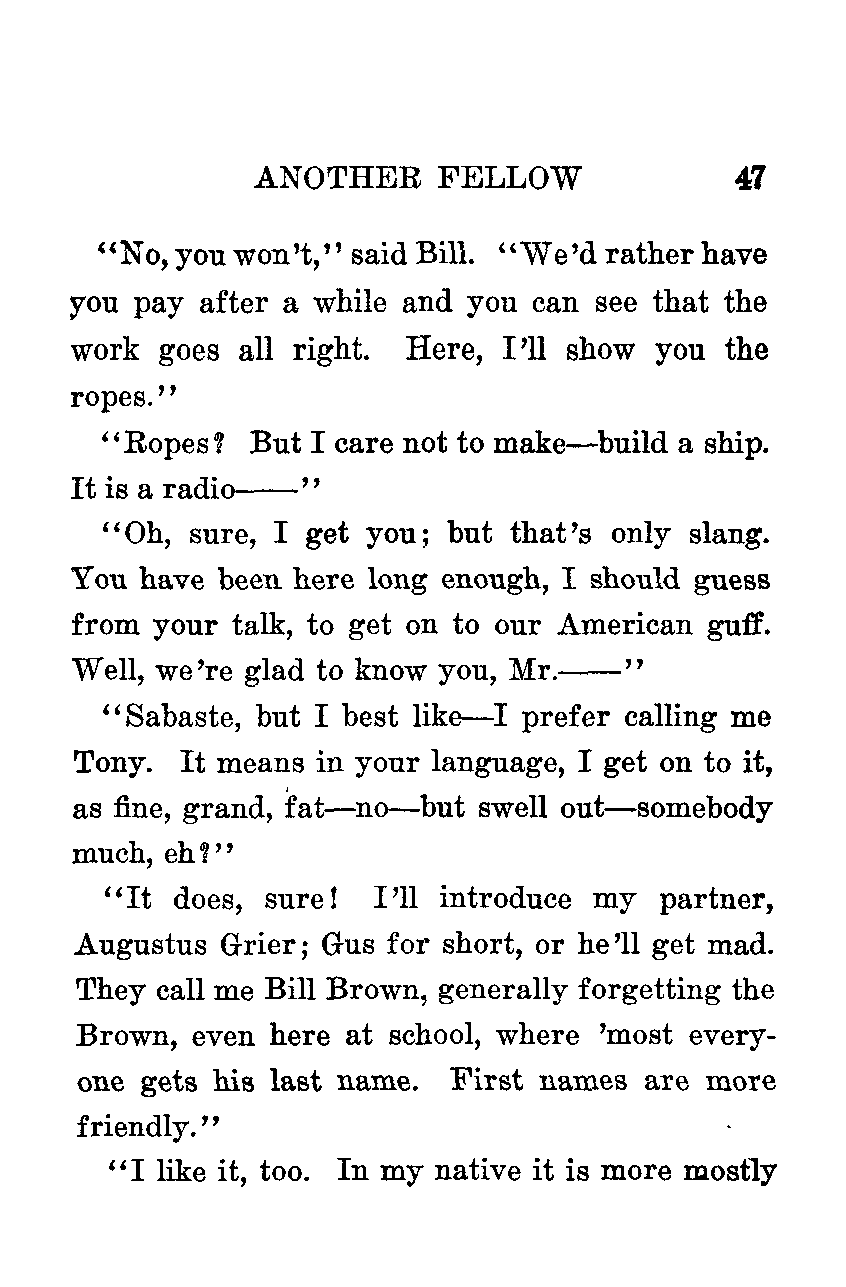 ANOTHER FELLOW 47
“No, you won’t,” said Bill. “We’d rather have
you pay after a while and you can see that the
work goes all right. Here, I’ll show you the
ropes.”
“Ropes? But I care not to make—build a ship.
It is a radio——”
“Oh, sure, I get you; but that’s only slang.
You have been here long enough, I should guess
from your talk, to get on to our American guff.
Well, we’re glad to know you, Mr.——”
“Sabaste, but I best like—I prefer calling me
Tony. It means in your language, I get on to it,
as fine, grand, fat—no—but swell out—somebody
much, eh?”
“It does, sure! I’ll introduce my partner,
Augustus Grier; Gus for short, or he’ll get mad.
They call me Bill Brown, generally forgetting the
Brown, even here at school, where ’most every-
one gets his last name. First names are more
friendly.”
“I like it, too. In my native it is more mostly